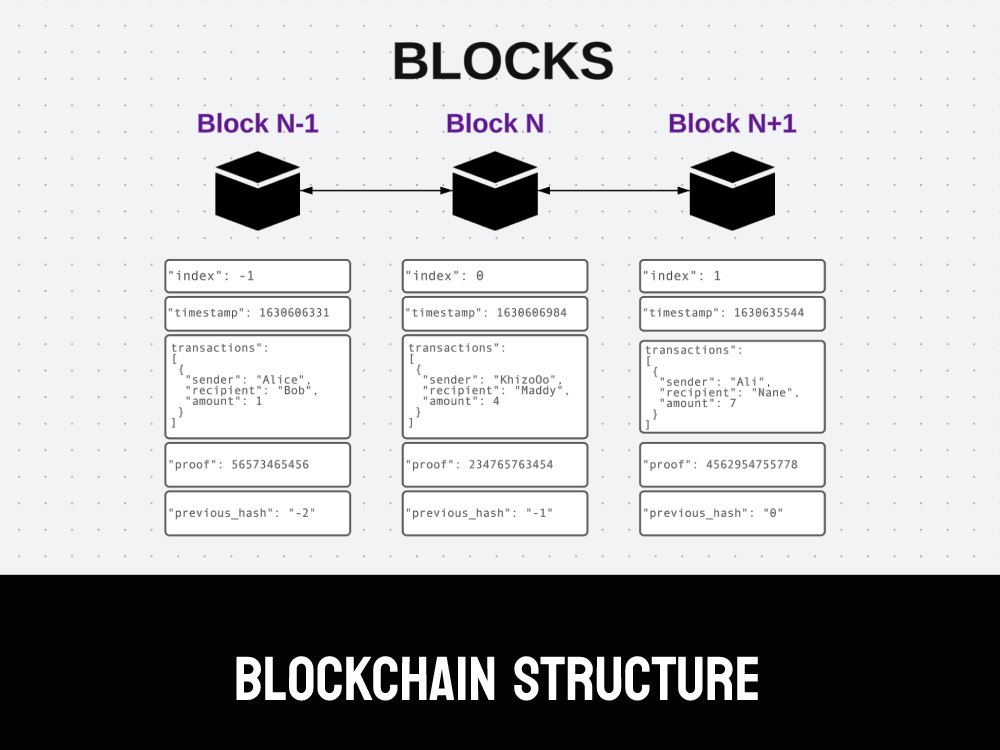 BLOCKS
Block N-1
Block N
Block N+1
"index": -1
"timestamp": 1630606331
transactions":
[
{
"sender": "Alice",
"recipient": "Bob",
"amount": 1
}
]
"proof": 56573465456
"previous_hash": "-2"
"index": 0
"timestamp": 1630606984
transactions":
[
{
"sender": "KhizoOo",
"recipient": "Maddy",
"amount": 4
}
]
"proof": 234765763454
"previous_hash": "-1"
"index": 1
"timestamp": 1630635544
transactions":
[
{
"sender": "Ali",
"recipient": "Nane",
"amount": 7
}
]
"proof": 4562954755778
"previous_hash": "0"
BLOCKCHAIN STRUCTURE